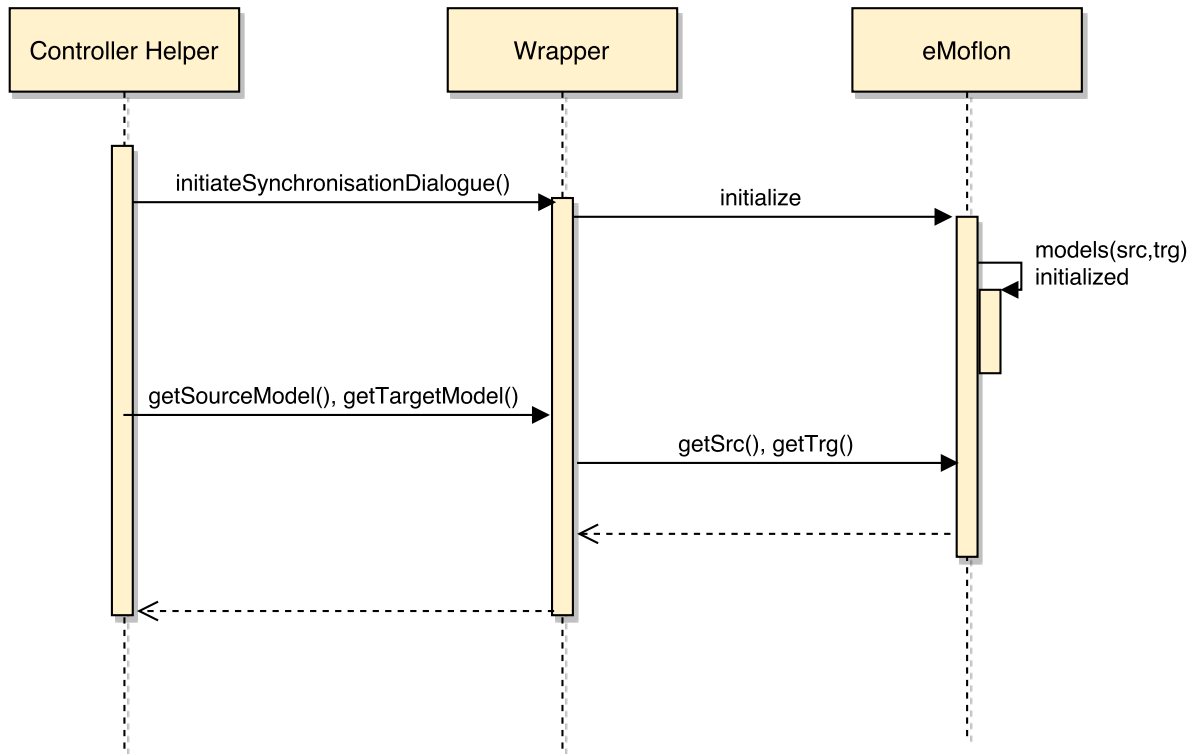 Controller Helper
Wrapper
eMoflon
initiateSynchronisationDialogue()
initialize
models(src,trg)
initialized
getSourceModel(), getTargetModel()
getSrc(), getTrg()